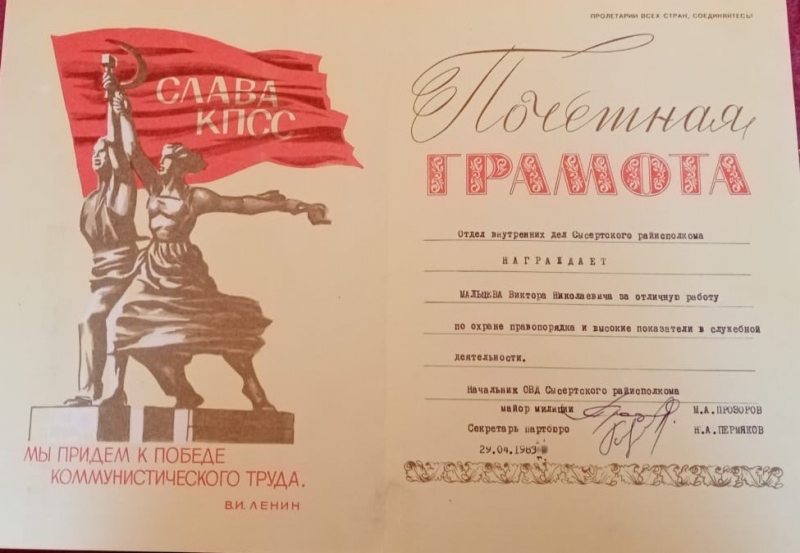 СЛАВА
КПСС
МЫ ПРИДЕМ К ПОБЕДЕ
КОММУНИСТИЧЕСКОГО ТРУДА.
В.И. ЛЕНИН
ПРОЛЕТАРИИ ВСЕХ СТРАН, СОЕДИНЯЙТЕСЬ!
Почетная
ГРАМОТА
Отдел внутренних дел Сысертского райисполкома
НАГРАЖДАЕТ
МАЛЬЦЕВА Виктора Николаевича за отличную работу
по охране правопорядка и высокие показатели в служебной
деятельности.
Начальник ОВД Сысертского райисполкома
майор милиции М.А.ПРОЗОРОВ
Секретарь партбюро Н.А.ПЕРМЯКОВ
29.04.1983